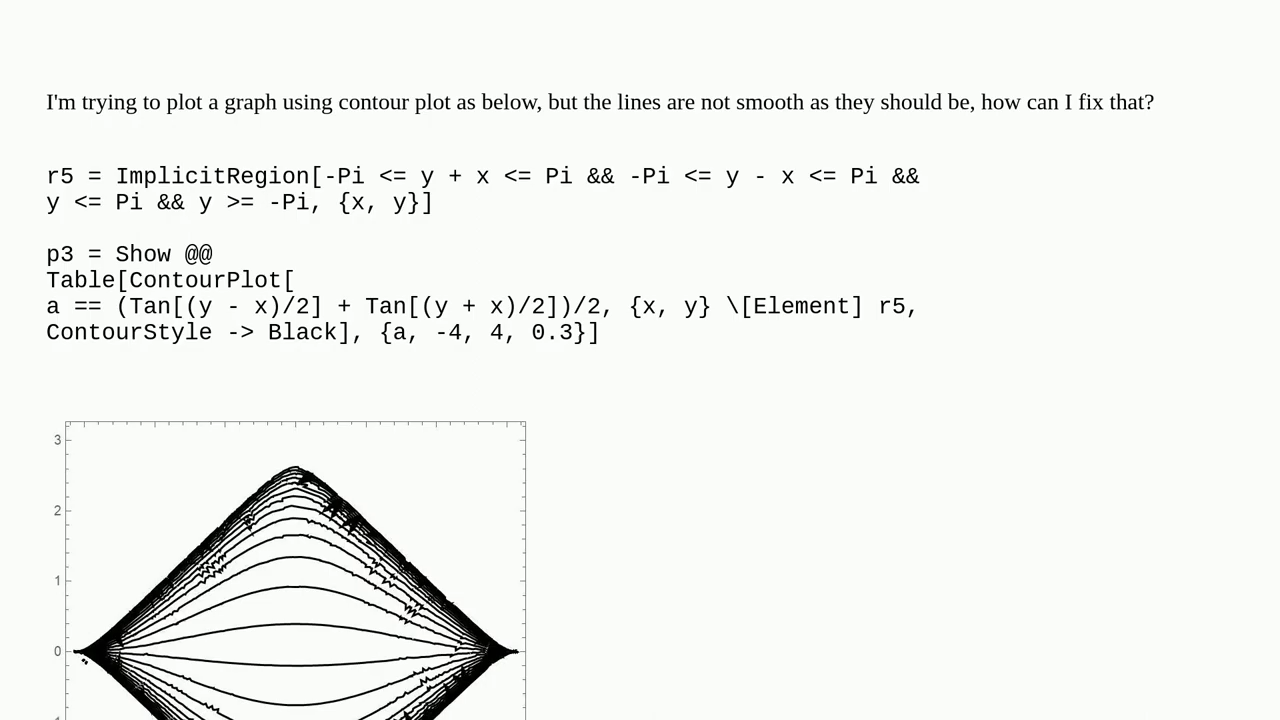 I'm trying to plot a graph using contour plot as below, but the lines are not smooth as they should be, how can I fix that?
r5 = ImplicitRegion[-Pi <= y + x <= Pi && -Pi <= y - x <= Pi &&
y <= Pi && y >= -Pi, {x, y}]
p3 = Show @@
Table[ContourPlot[
a == (Tan[(y - x)/2] + Tan[(y + x)/2])/2, {x, y} \[Element] r5,
ContourStyle -> Black], {a, -4, 4, 0.3}]
3
2
1
0